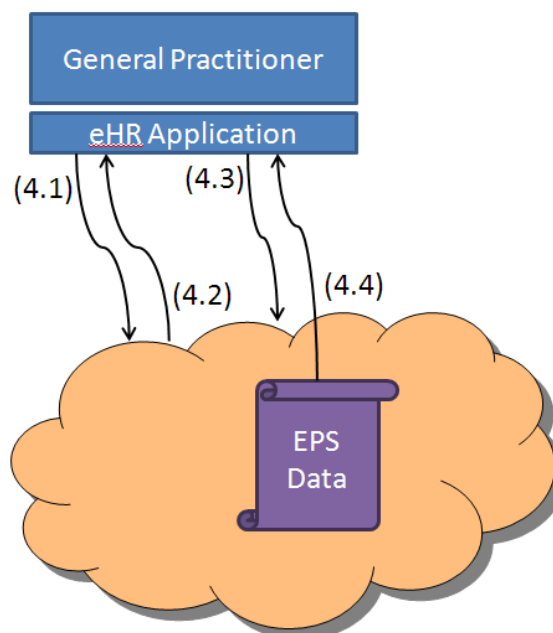 General Practitioner
eHR Application
(4.1)
(4.3)
(4.2)
(4.4)
EPS
Data